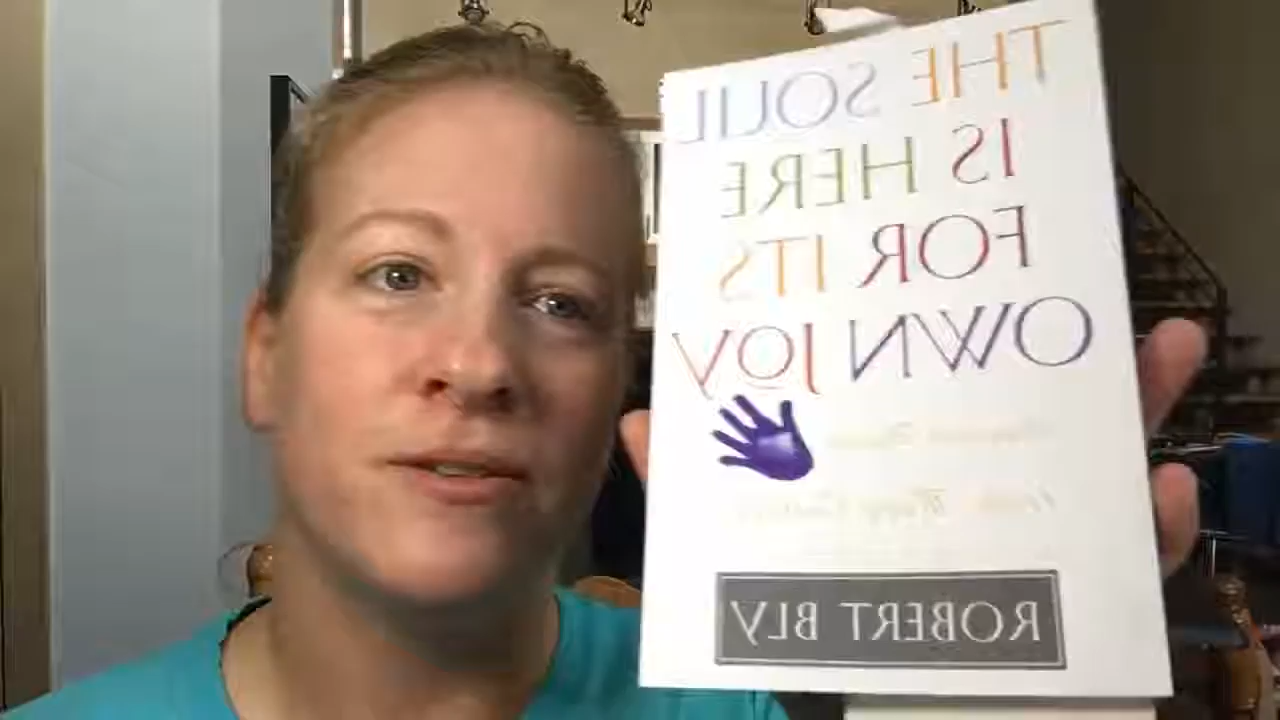 THE SOUL
IS HERE
FOR ITS
OWN JOY
ROBERT BLY